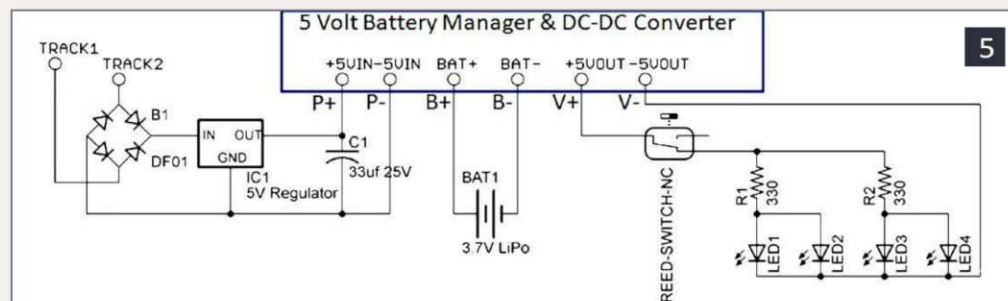 5 Volt Battery Manager & DC-DC Converter
5
TRACK1
TRACK2
+5VIN
-5VIN
BAT+
BAT-
+5VOUT
-5VOUT
P+
P-
B+
B-
V+
V-
B1
DF01
IN
OUT
GND
IC1
5V Regulator
C1
33uf 25V
BAT1
3.7V LiPo
REED-SWITCH-NC
R1
330
R2
330
LED1
LED2
LED3
LED4